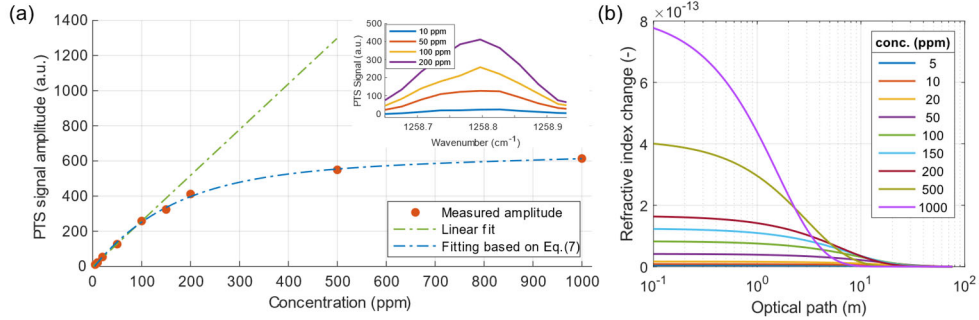 (a)
PTS signal amplitude (a.u.)
1400
1200
1000
800
600
400
200
0
0 100 200 300 400 500 600 700 800 900 1000
Concentration (ppm)
Measured amplitude
Linear fit
Fitting based on Eq.(7)
PTS Signal (a.u.)
500
400
300
200
100
0
10 ppm
50 ppm
100 ppm
200 ppm
1258.7 1258.8 1258.9
Wavenumber (cm⁻¹)
(b)
×10⁻¹³
Refractive index change (-)
8
6
4
2
0
10⁻¹ 10⁰ 10¹ 10²
Optical path (m)
conc. (ppm)
5
10
20
50
100
150
200
500
1000